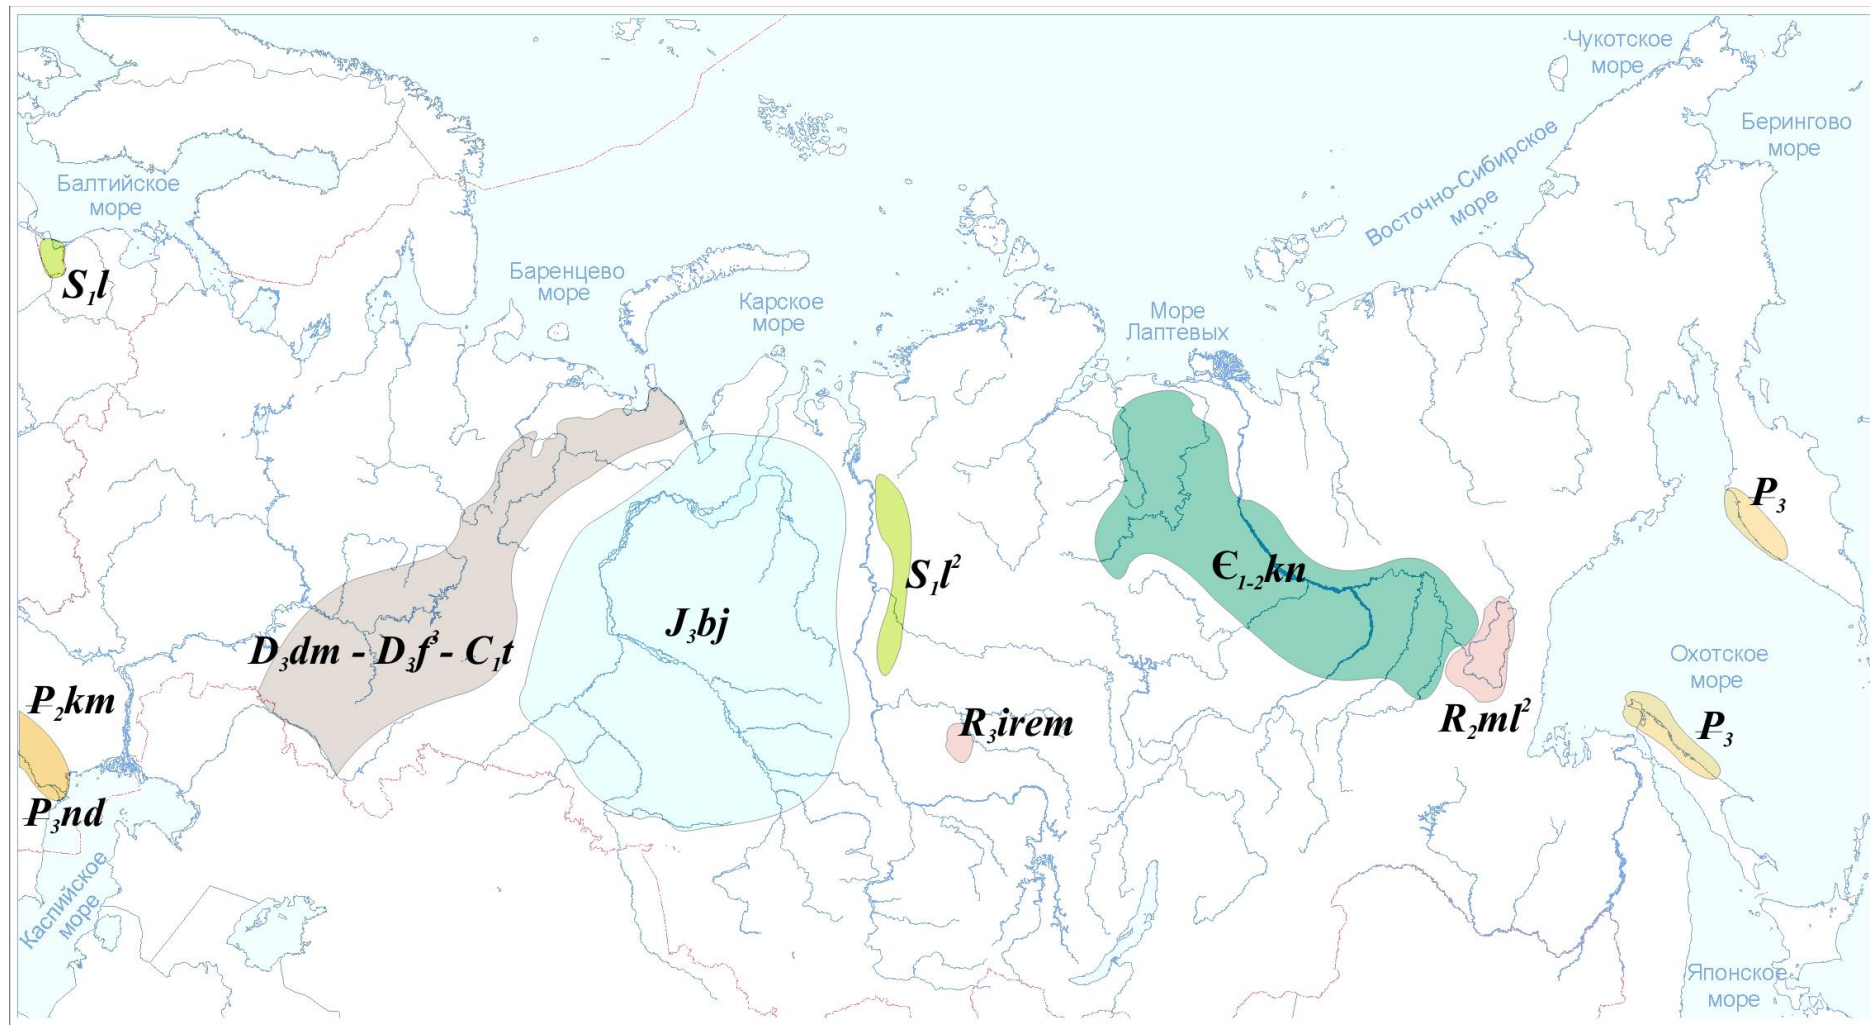 Чукотское
море
Берингово
море
Восточно-Сибирское
море
Балтийское
море
S₁l
Баренцево
море
Карское
море
Море
Лаптевых
P₃
S₁l²
Є₁₋₂kn
J₃bj
D₃dm - D₃f³ - C₁t
Охотское
море
P₂km
R₃irem
R₂ml²
P₃
P₃nd
Каспийское
море
Японское
море